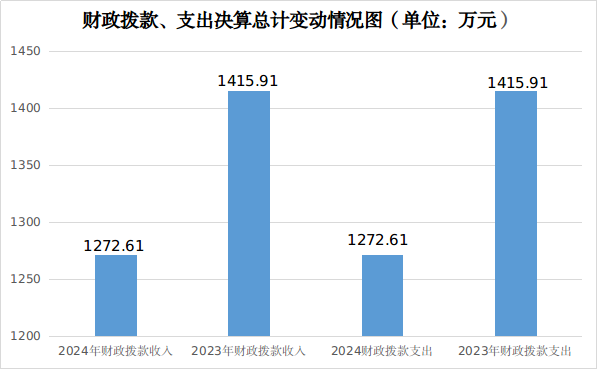 财政拨款、支出决算总计变动情况图（单位：万元）
1450
1400
1350
1300
1250
1200
1272.61
1415.91
1272.61
1415.91
2024年财政拨款收入
2023年财政拨款收入
2024财政拨款支出
2023年财政拨款支出